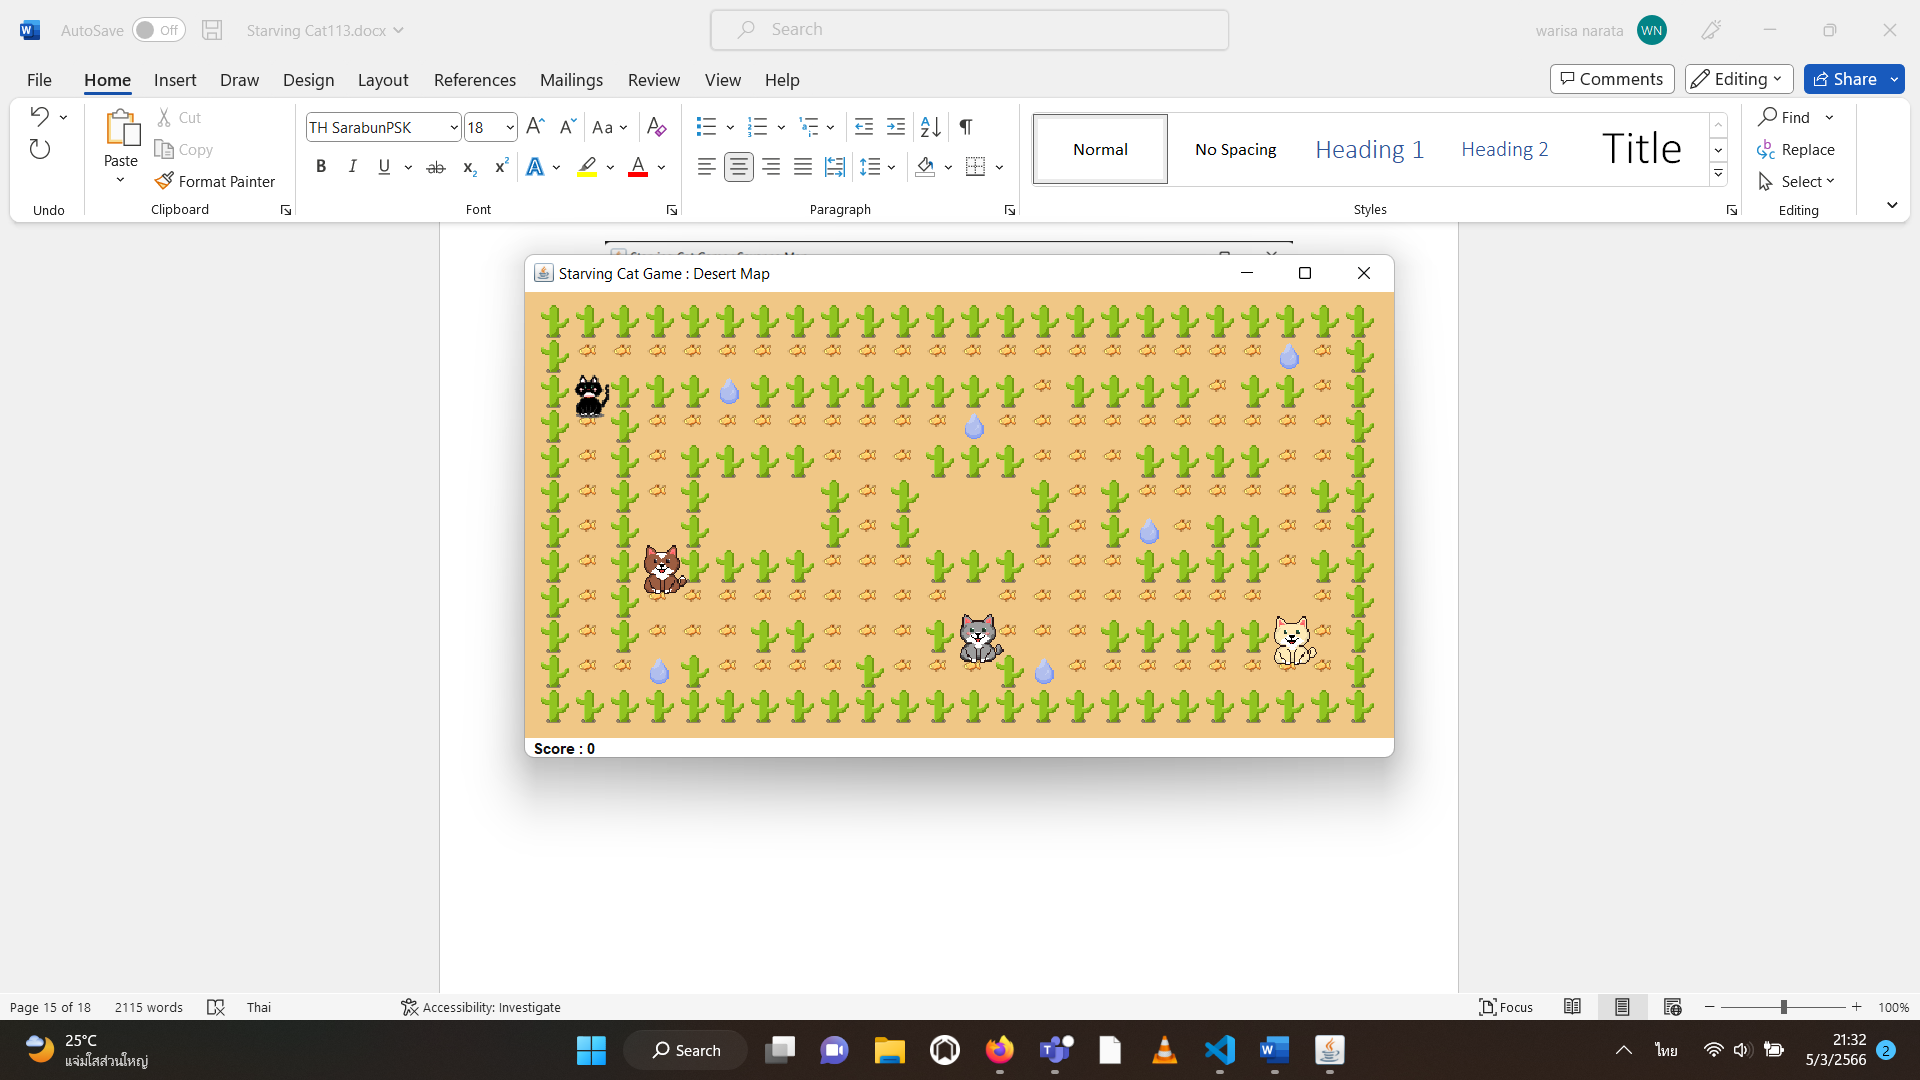 AutoSave Off Starving Cat113.docx Search warisa narata WN
File Home Insert Draw Design Layout References Mailings Review View Help Comments Editing Share
Paste Cut Copy Format Painter
TH SarabunPSK 18 Aa
B I U ab x₂ x² A A
Normal No Spacing Heading 1 Heading 2 Title
Find Replace Select
Undo Clipboard Font Paragraph Styles Editing
Starving Cat Game : Desert Map
Score : 0
Page 15 of 18 2115 words Thai Accessibility: Investigate Focus 100%
25°C
แจ่มใสส่วนใหญ่
Search
ไทย
21:32
5/3/2566
2